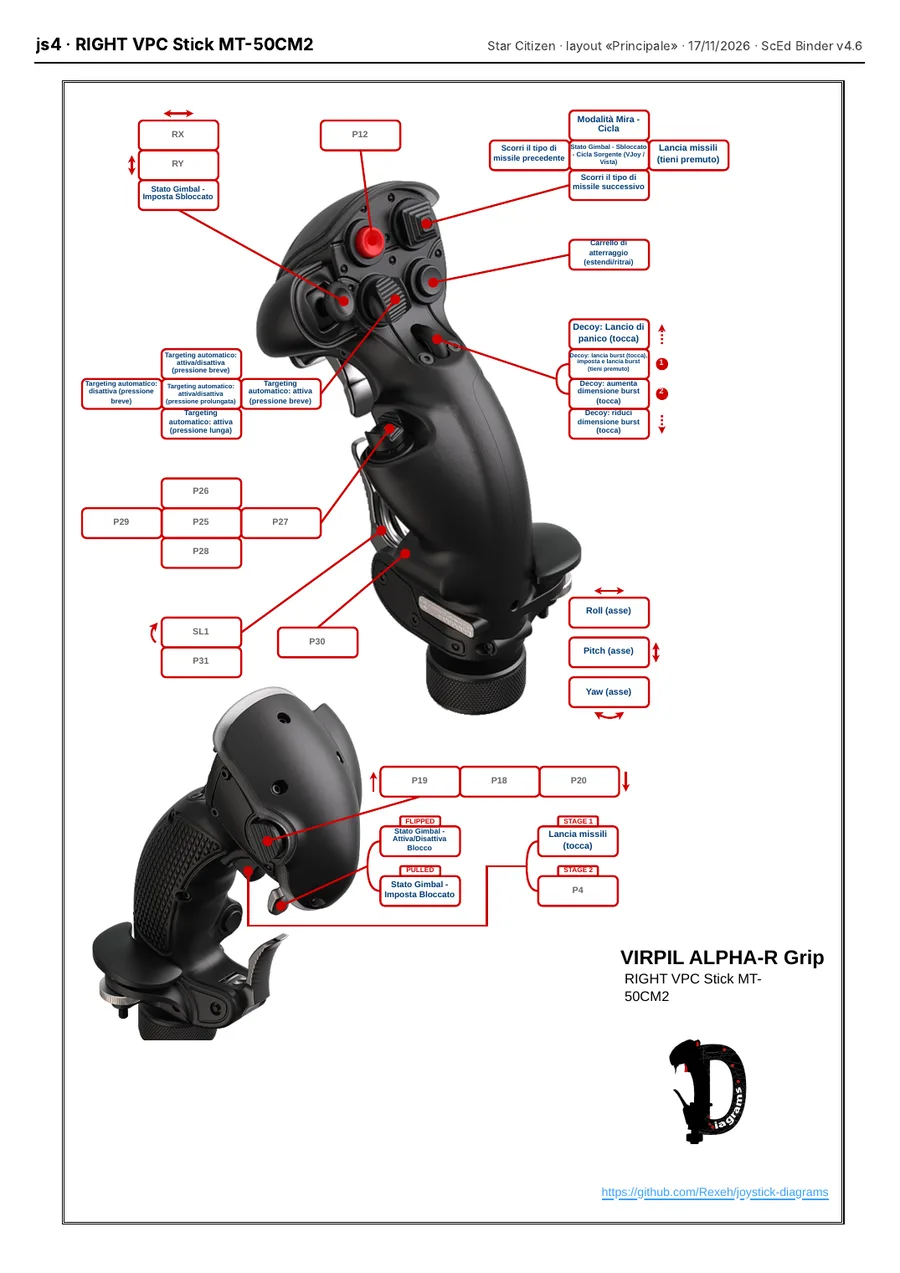 js4 · RIGHT VPC Stick MT-50CM2
Star Citizen · layout «Principale» · 17/11/2026 · ScEd Binder v4.6
RX
RY
Stato Gimbal -
Imposta Sbloccato
P12
Modalità Mira -
Cicla
Scorri il tipo di
missile precedente
Stato Gimbal - Sbloccato
- Cicla Sorgente (VJoy /
Vista)
Lancia missili
(tieni premuto)
Scorri il tipo di
missile successivo
Carrello di
atterraggio
(estendi/ritrai)
Decoy: Lancio di
panico (tocca)
Decoy: lancia burst (tocca),
imposta e lancia burst
(tieni premuto)
1
Decoy: aumenta
dimensione burst
(tocca)
2
Decoy: riduci
dimensione burst
(tocca)
Targeting automatico:
attiva/disattiva
(pressione breve)
Targeting automatico:
disattiva (pressione
breve)
Targeting automatico:
attiva/disattiva
(pressione prolungata)
Targeting
automatico: attiva
(pressione breve)
Targeting
automatico: attiva
(pressione lunga)
P26
P29
P25
P27
P28
SL1
P31
P30
Roll (asse)
Pitch (asse)
Yaw (asse)
P19
P18
P20
FLIPPED
Stato Gimbal -
Attiva/Disattiva
Blocco
PULLED
Stato Gimbal -
Imposta Bloccato
STAGE 1
Lancia missili
(tocca)
STAGE 2
P4
VIRPIL ALPHA-R Grip
RIGHT VPC Stick MT-
50CM2
Diagrams
https://github.com/Rexeh/joystick-diagrams